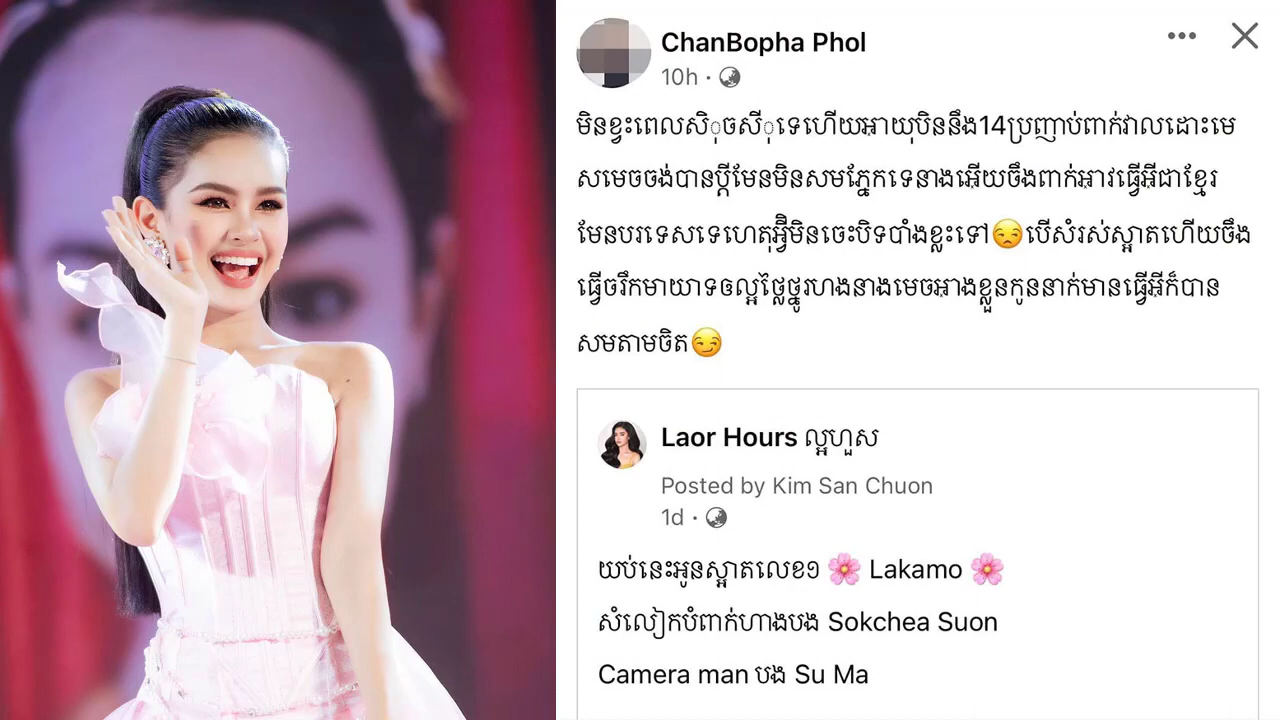 ChanBopha Phol
10h
មិនខ្វះពេលសិុចសីុទេហើយអាយុបិននឹង14ប្រញាប់ពាក់វាលដោះមេ
សមេចចង់បានប្ដីមែនមិនសមភ្នែកទេនាងអើយចឹងពាក់អាវធ្វើអីជាខ្មែរ
មែនបរទេសទេហេតុអ្វីមិនចេះបិទបាំងខ្លះទៅ😒បើសំរស់ស្អាតហើយចឹង
ធ្វើចរឹកមាយាទឲល្អថ្លៃថ្នូរហងនាងមេចអាងខ្លួនកូននាក់មានធ្វើអីក៏បាន
សមតាមចិត😏
Laor Hours ល្អហួស
Posted by Kim San Chuon
1d
យប់នេះអូនស្អាតលេខ១ 🌸 Lakamo 🌸
សំលៀកបំពាក់ហាងបង Sokchea Suon
Camera man បង Su Ma